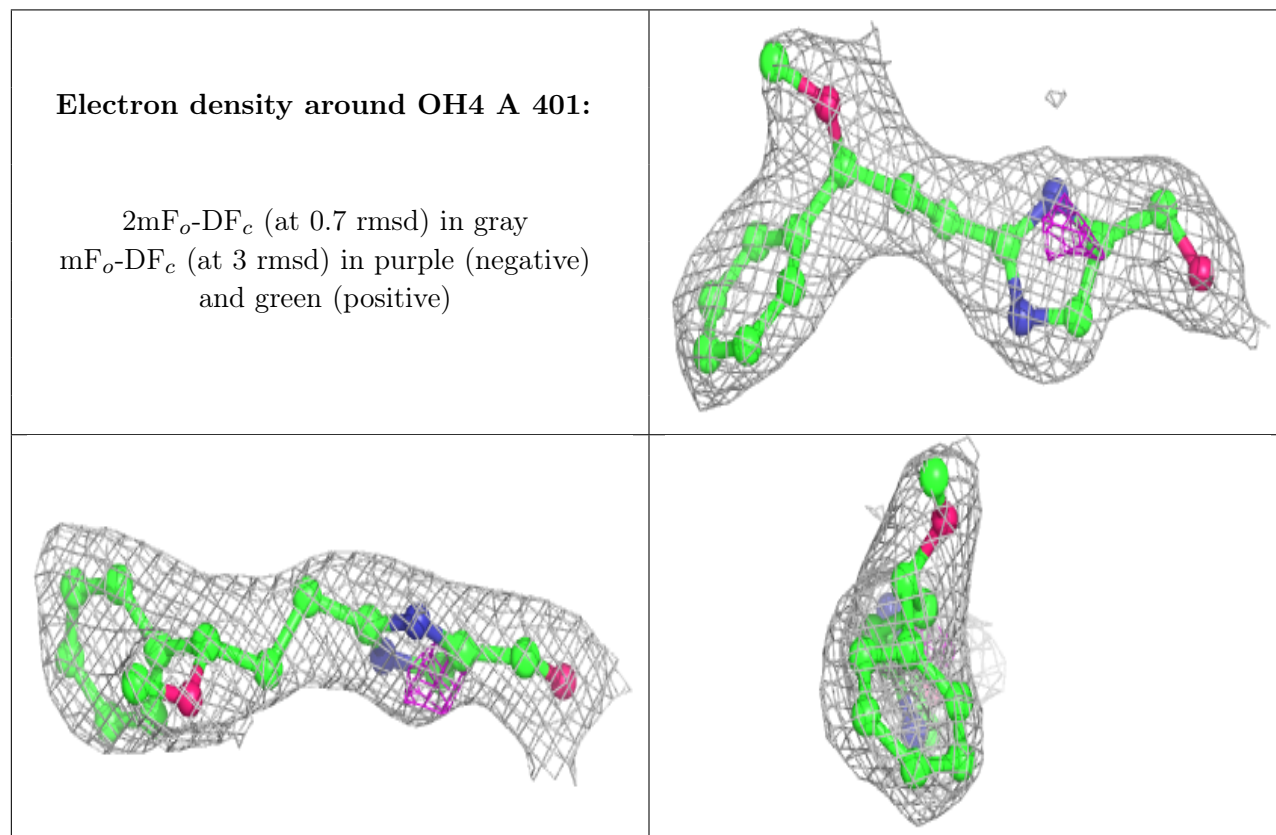 Electron density around OH4 A 401:
2mFo-DFc (at 0.7 rmsd) in gray
mFo-DFc (at 3 rmsd) in purple (negative)
and green (positive)